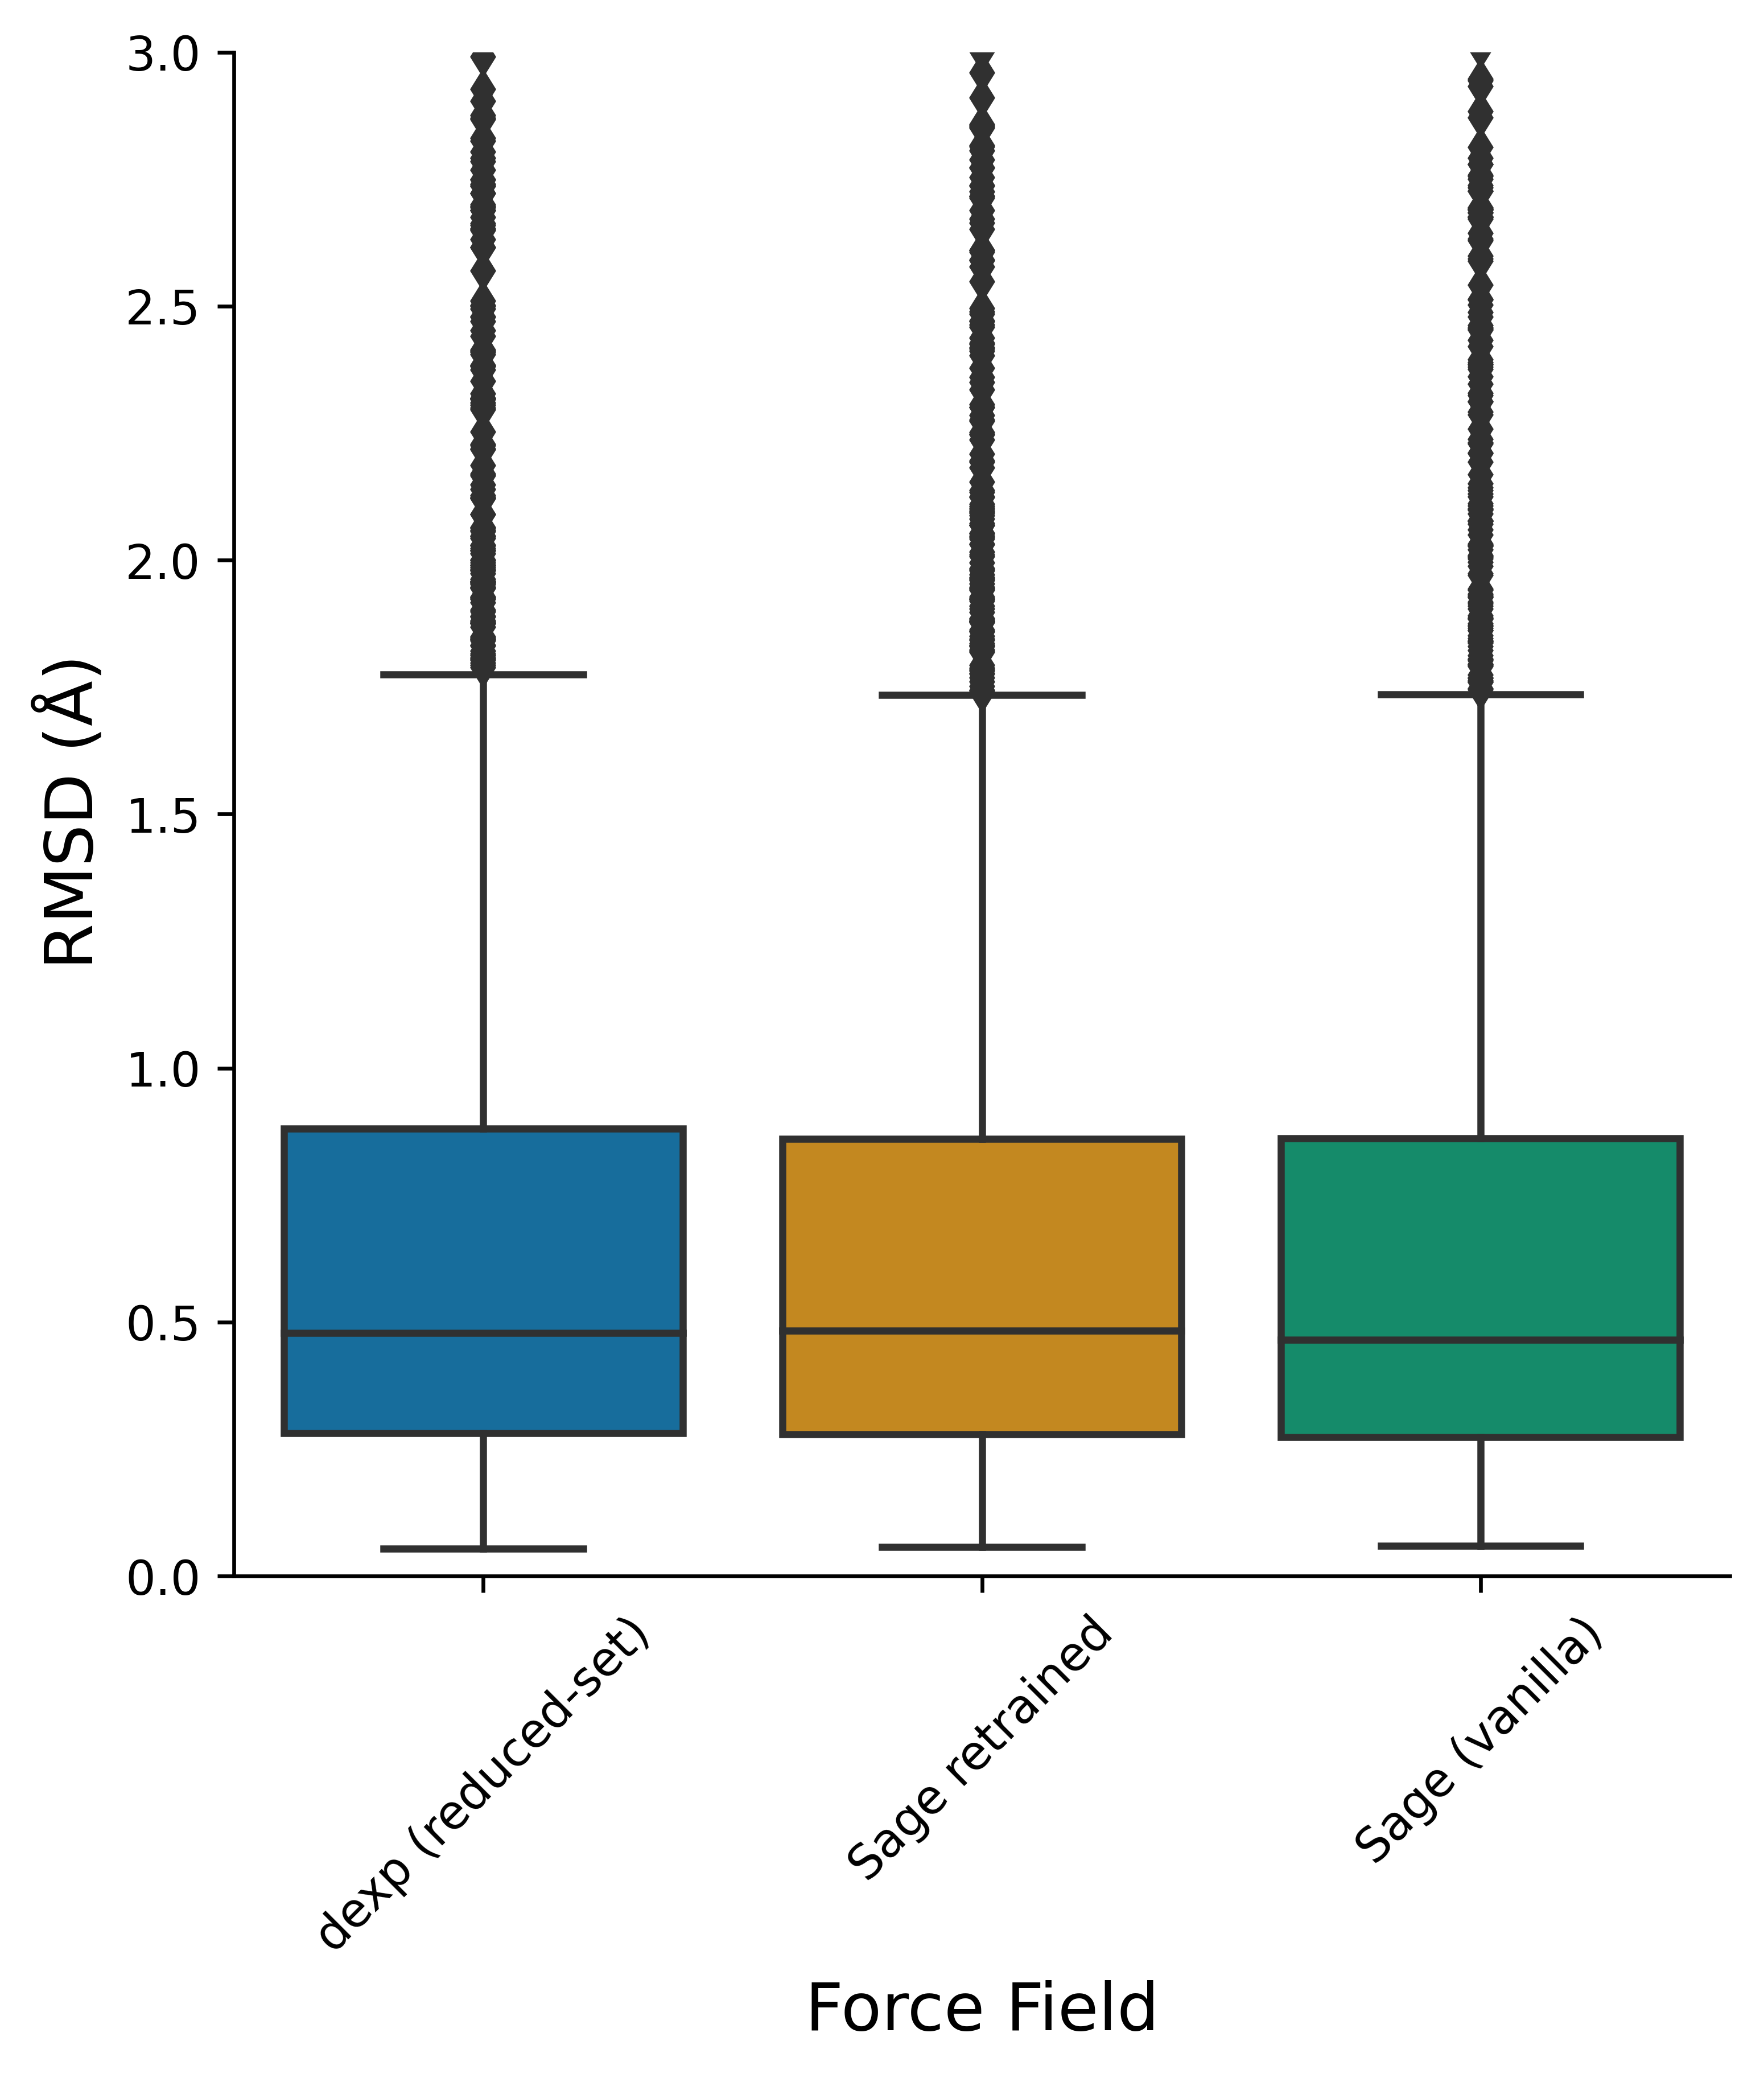 3.0
2.5
2.0
1.5
1.0
0.5
0.0
RMSD (Å)
dexp (reduced-set)
Sage retrained
Sage (vanilla)
Force Field